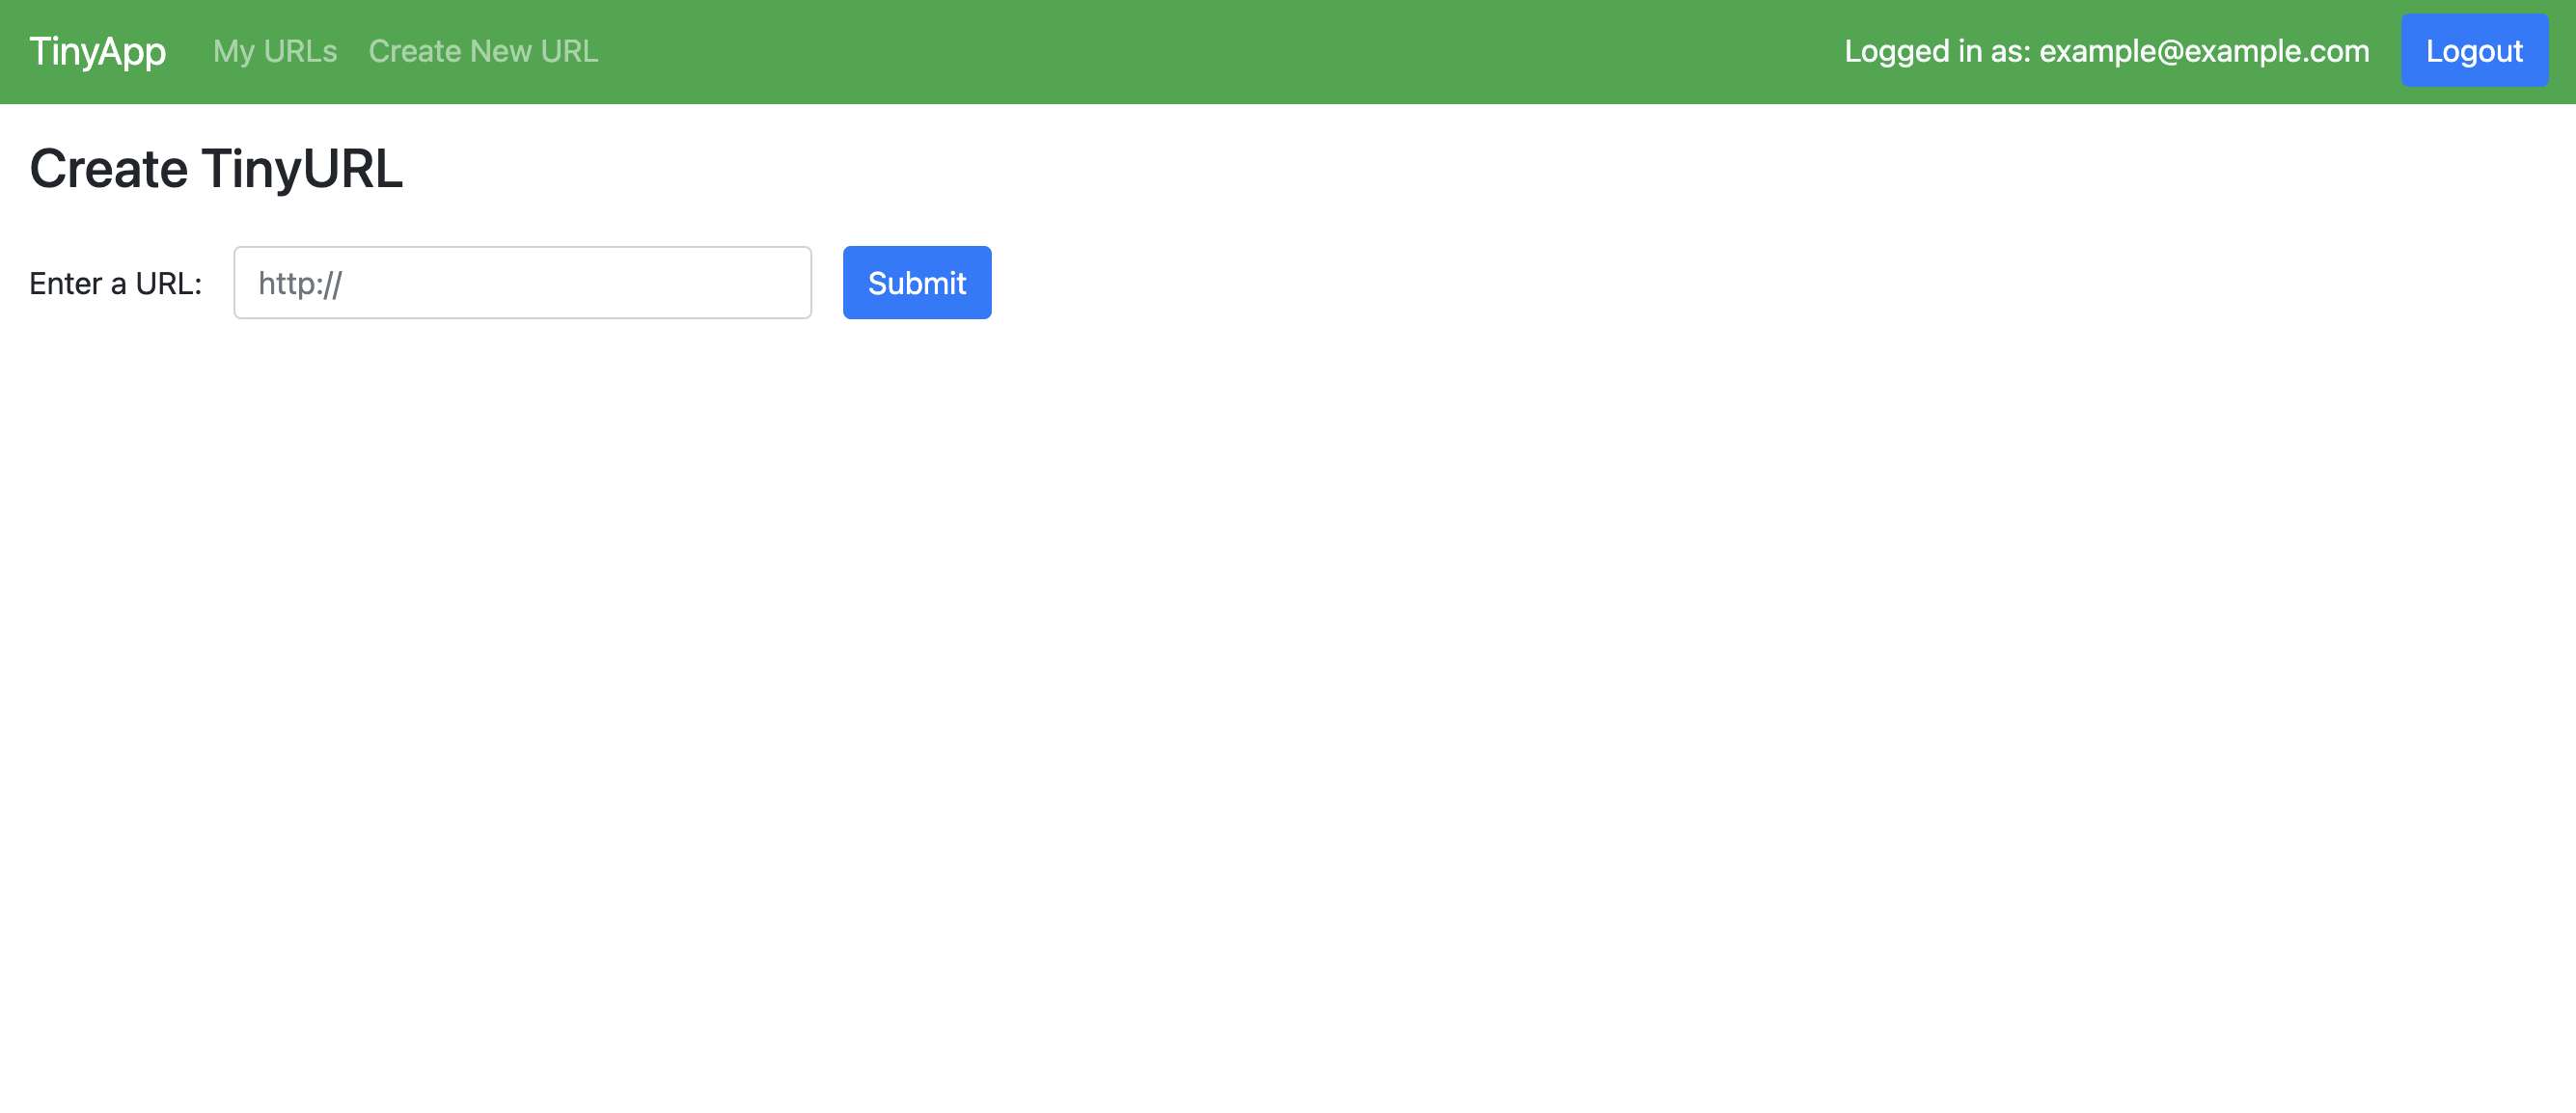 TinyApp My URLs Create New URL Logged in as: example@example.com Logout
Create TinyURL
Enter a URL: http:// Submit